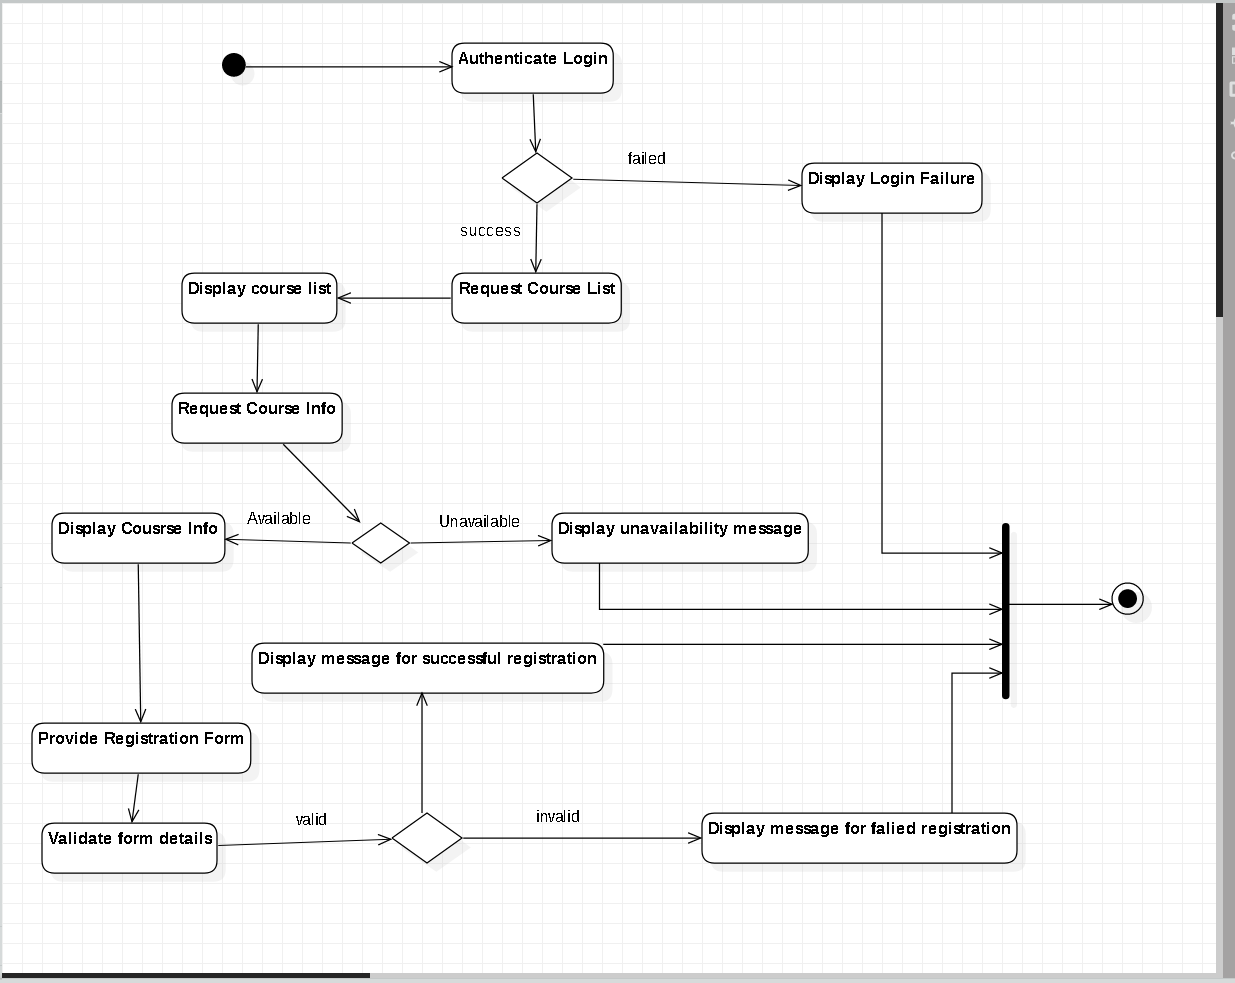 Authenticate Login
failed
Display Login Failure
success
Display course list
Request Course List
Request Course Info
Available
Unavailable
Display Cousrse Info
Display unavailability message
Display message for successful registration
Provide Registration Form
valid
invalid
Validate form details
Display message for falied registration